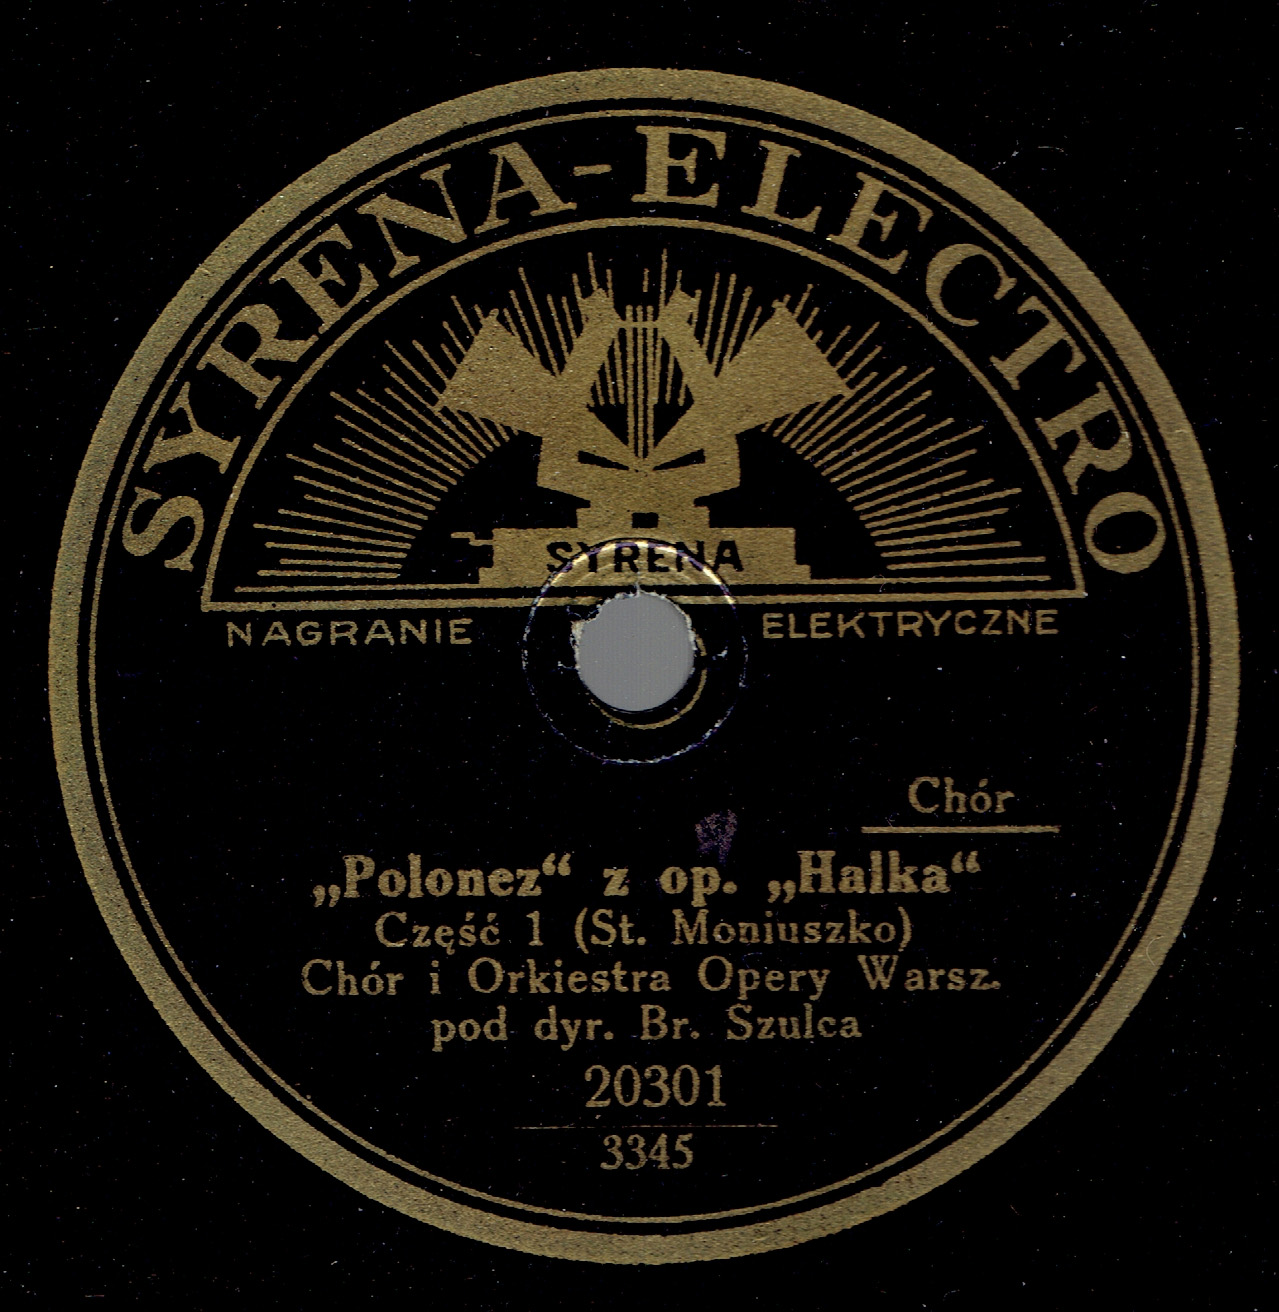 SYRENA-ELECTRO
SYRENA
NAGRANIE ELEKTRYCZNE
Chór
„Polonez“ z op. „Halka“
Część 1 (St. Moniuszko)
Chór i Orkiestra Opery Warsz.
pod dyr. Br. Szulca
20301
3345